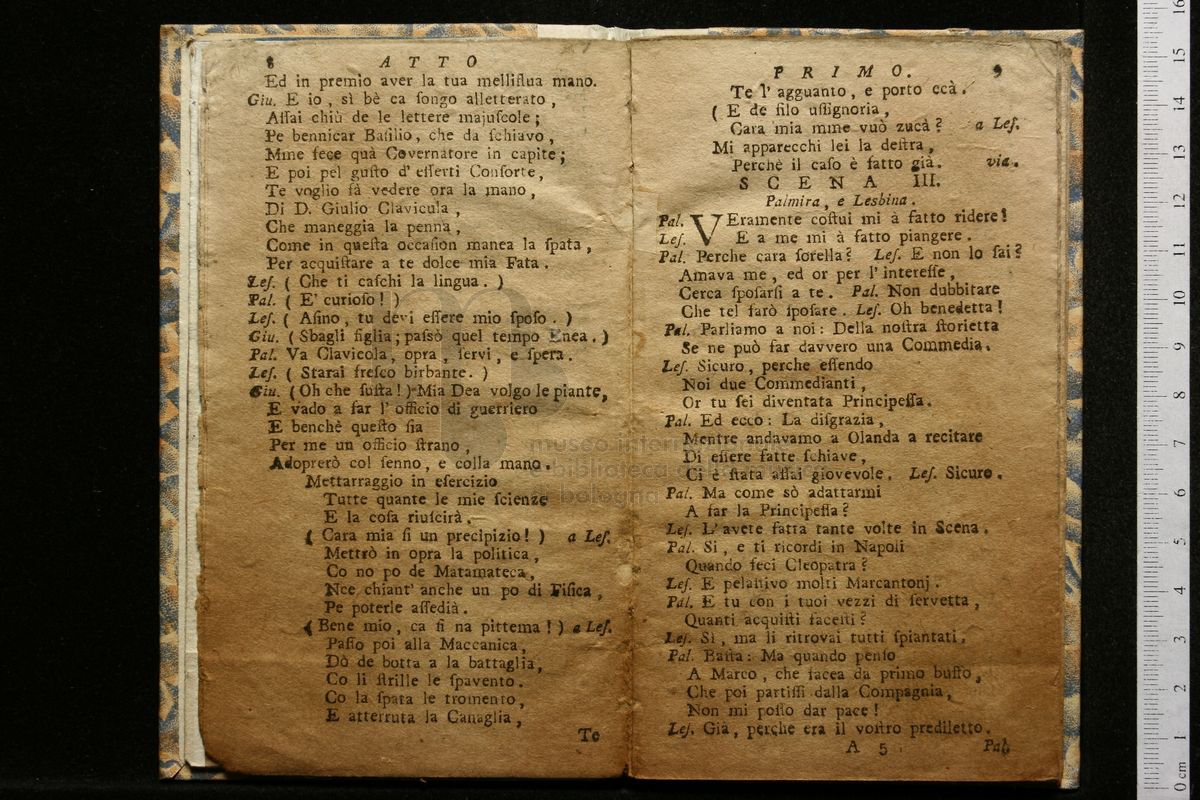 8 ATTO
Ed in premio aver la tua melliflua mano.
Giu. E io, sì bè ca ſongo alletterato,
Aſſai chiù de le lettere majuſcole;
Pe bennicar Baſilio, che da ſchiavo,
Mme fece quà Governatore in capite;
E poi pel guſto d'eſſerti Conſorte,
Te voglio fà vedere ora la mano,
Di D. Giulio Clavicula,
Che maneggia la penna,
Come in queſta occaſion manea la ſpata,
Per acquiſtare a te dolce mia Fata.
Leſ. ( Che ti caſchi la lingua. )
Pal. ( E' curioſo! )
Leſ. ( Aſino, tu devi eſſere mio ſpoſo. )
Giu. ( Sbagli figlia; paſsò quel tempo Enea. )
Pal. Va Clavicola, opra, ſervi, e ſpera.
Leſ. ( Starai freſco birbante. )
Giu. ( Oh che ſuſta! ) Mia Dea volgo le piante,
E vado a far l' officio di guerriero
E benchè queſto ſia
Per me un officio ſtrano,
Adoprerò col ſenno, e colla mano.
Mettarraggio in eſercizio
Tutte quante le mie ſcienze
E la coſa riuſcirà.
( Cara mia ſi un precipizio! ) a Leſ.
Mettrò in opra la politica,
Co no po de Matamateca,
Nce chiant' anche un po di Fiſica,
Pe poterle aſſedià.
( Bene mio, ca ſi na pittema! ) a Leſ.
Paſſo poi alla Maccanica,
Dò de botta a la battaglia,
Co li ſtrille le ſpavento.
Co la ſpata le tromento,
E atterruta la Canaglia,
Te
PRIMO. 9
Te l' agguanto, e porto ccà.
( E de filo uſſignoria,
Cara mia mme vuò zucà? a Leſ.
Mi apparecchi lei la deſtra,
Perchè il caſo è fatto già. via.
SCENA III.
Palmira, e Lesbina.
Pal. VEramente coſtui mi à fatto ridere!
Leſ. E a me mi à fatto piangere.
Pal. Perche cara ſorella? Leſ. E non lo ſai?
Amava me, ed or per l' intereſſe,
Cerca ſpoſarſi a te. Pal. Non dubbitare
Che tel farò ſpoſare. Leſ. Oh benedetta!
Pal. Parliamo a noi: Della noſtra ſtorietta
Se ne può far davvero una Commedia.
Leſ. Sicuro, perche eſſendo
Noi due Commedianti,
Or tu ſei diventata Principeſſa.
Pal. Ed ecco: La diſgrazia,
Mentre andavamo a Olanda a recitare
Di eſſere fatte ſchiave,
Ci è ſtata aſſai giovevole. Leſ. Sicuro.
Pal. Ma come sò adattarmi
A far la Principeſſa?
Leſ. L'avete fatta tante volte in Scena.
Pal. Si, e ti ricordi in Napoli
Quando feci Cleopatra?
Leſ. E pelaſtivo molti Marcantonj.
Pal. E tu con i tuoi vezzi di ſervetta,
Quanti acquiſti faceſti?
Leſ. Sì, ma li ritrovai tutti ſpiantati.
Pal. Baſta: Ma quando penſo
A Marco, che facea da primo buffo,
Che poi partiſſi dalla Compagnia,
Non mi poſſo dar pace!
Leſ. Già, perche era il voſtro prediletto.
A 5 Pal.